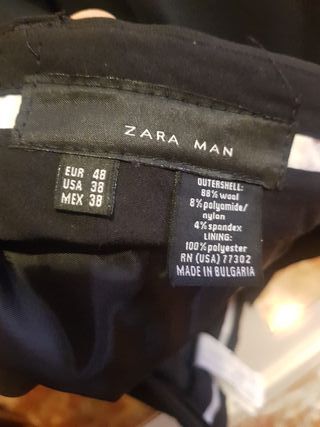 ZARA MAN
EUR 48
USA 38
MEX 38
OUTERSHELL:
88% wool
8% polyamide/
nylon
4% spandex
LINING:
100% polyester
RN (USA) 77302
MADE IN BULGARIA